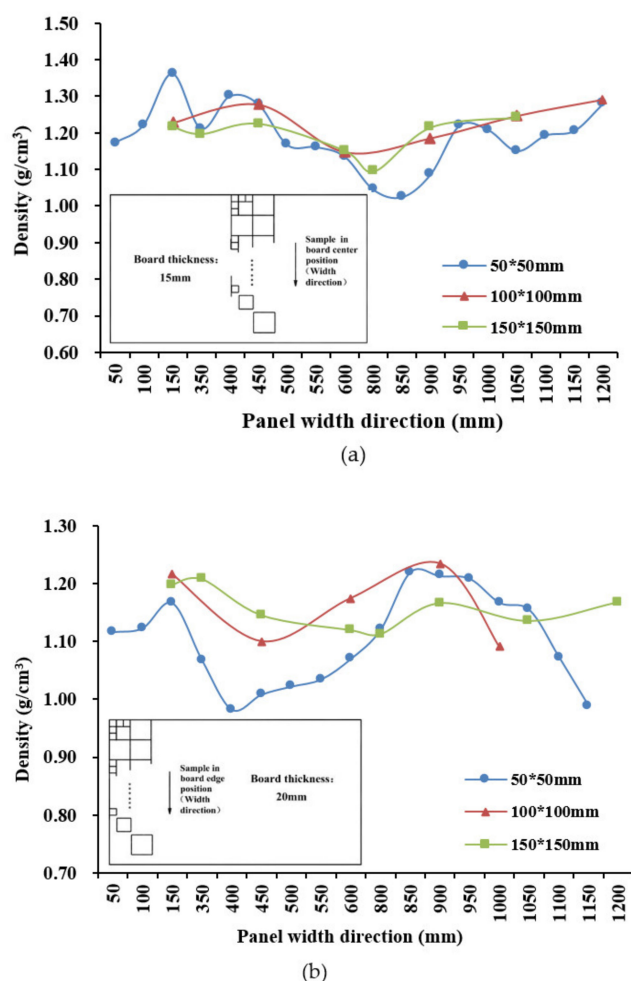 1.50
1.40
1.30
1.20
1.10
1.00
0.90
0.80
0.70
0.60
Density (g/cm³)
Board thickness:
15mm
Sample in
board center
position
(Width
direction)
50*50mm
100*100mm
150*150mm
50
100
150
350
400
450
500
550
600
800
850
900
950
1000
1050
1100
1150
1200
Panel width direction (mm)
(a)
1.30
1.20
1.10
1.00
0.90
0.80
0.70
Density (g/cm³)
Sample in
board edge
position
(Width
direction)
Board thickness:
20mm
50*50mm
100*100mm
150*150mm
50
100
150
350
400
450
500
550
600
800
850
900
950
1000
1050
1100
1150
1200
Panel width direction (mm)
(b)